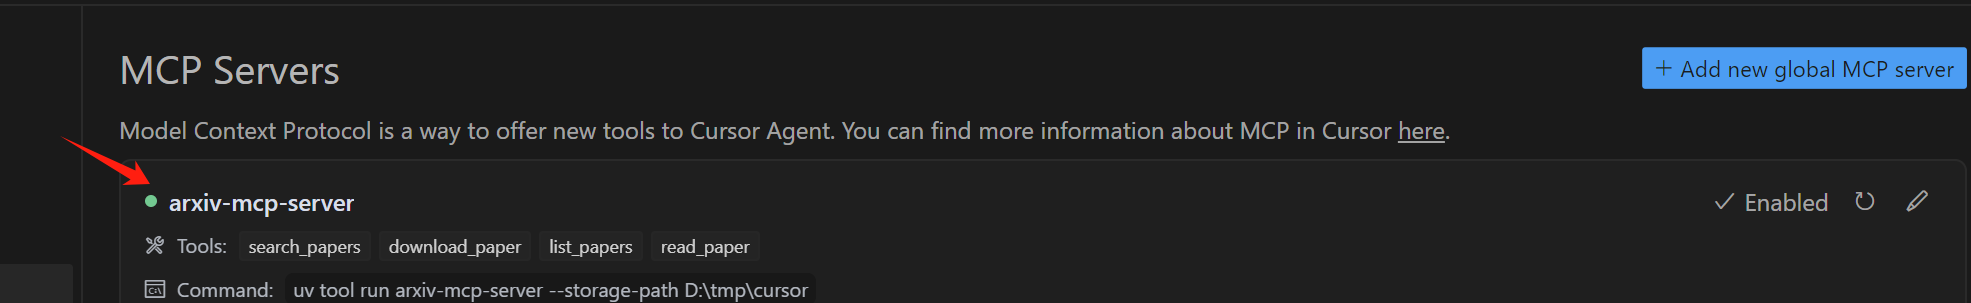 MCP Servers
+ Add new global MCP server
Model Context Protocol is a way to offer new tools to Cursor Agent. You can find more information about MCP in Cursor here.
arxiv-mcp-server
Enabled
Tools: search_papers download_paper list_papers read_paper
Command: uv tool run arxiv-mcp-server --storage-path D:\tmp\cursor